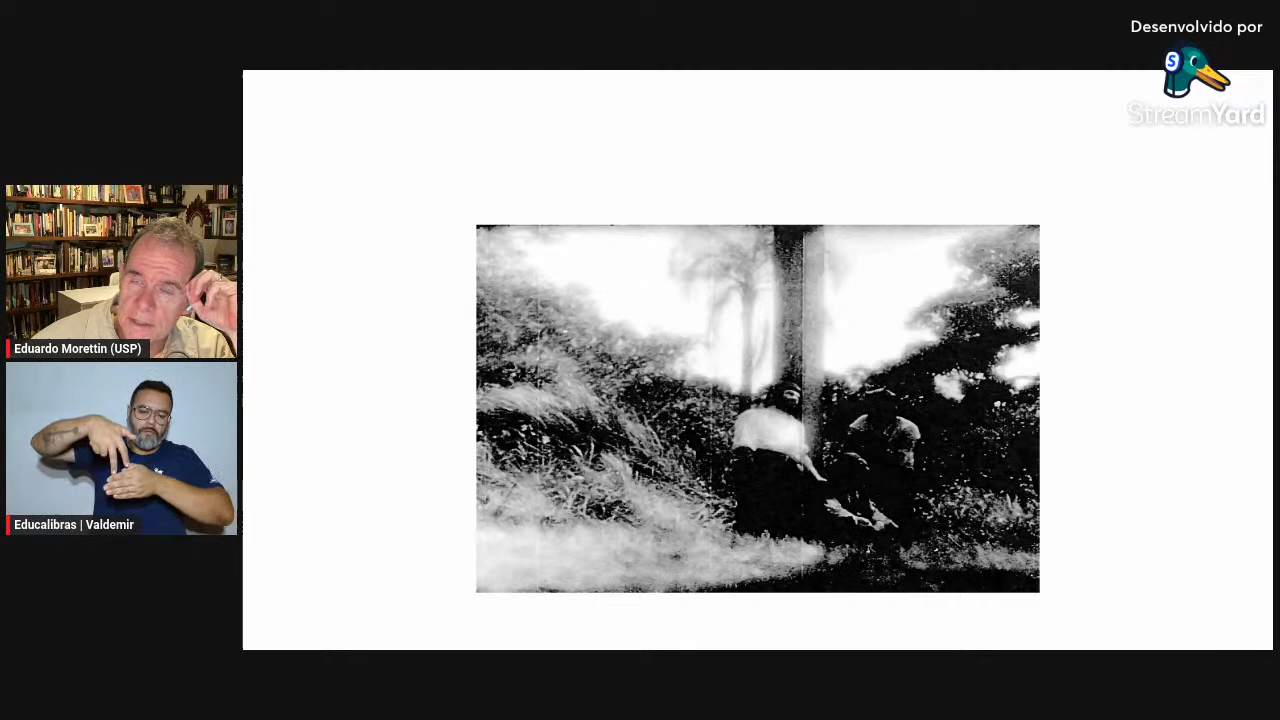 Desenvolvido por
StreamYard
Eduardo Morettin (USP)
Educalibras | Valdemir